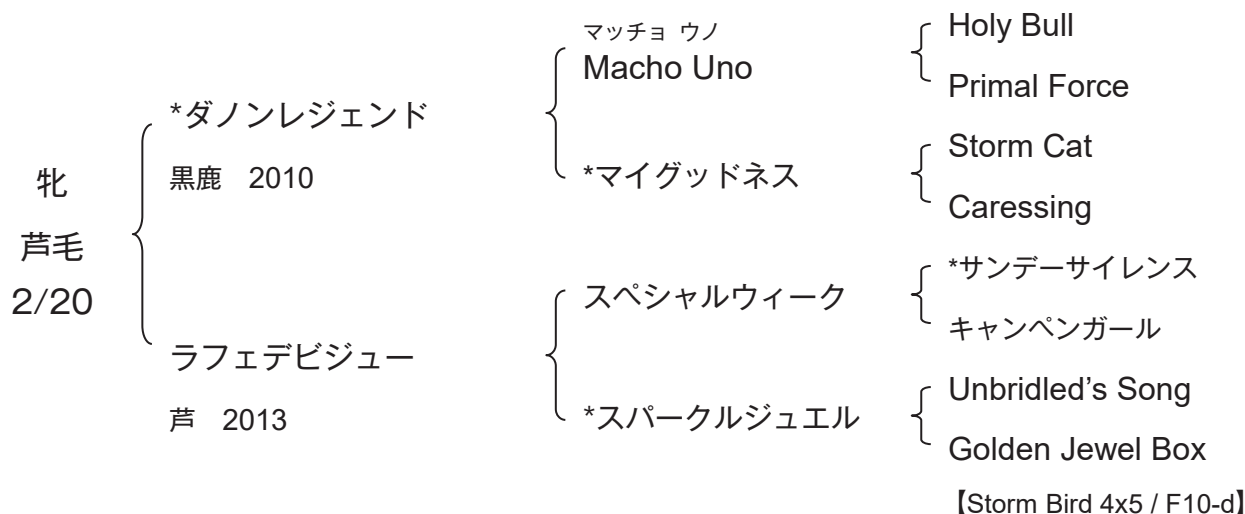 牝
芦毛
2/20
*ダノンレジェンド
黒鹿 2010
ラフェデビジュー
芦 2013
マッチョ ウノ
Macho Uno
*マイグッドネス
スペシャルウィーク
*スパークルジュエル
Holy Bull
Primal Force
Storm Cat
Caressing
*サンデーサイレンス
キャンペンガール
Unbridled’s Song
Golden Jewel Box
【Storm Bird 4x5 / F10-d】